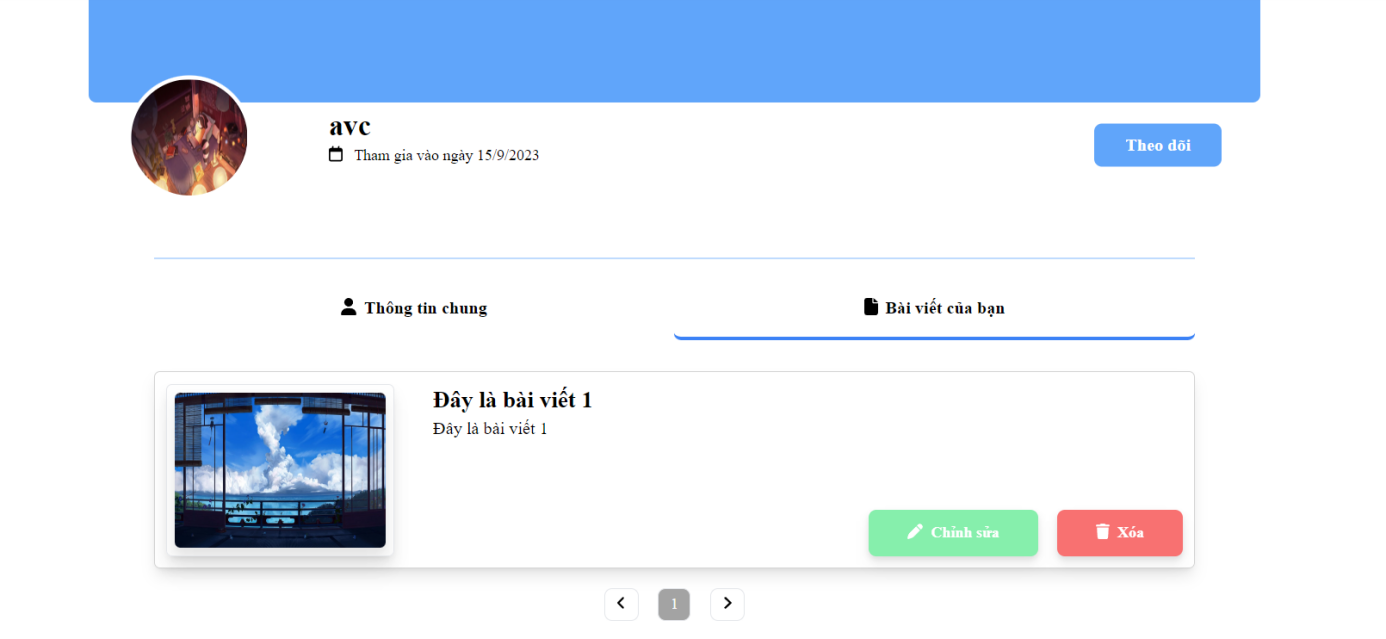 avc
Tham gia vào ngày 15/9/2023
Theo dõi
Thông tin chung
Bài viết của bạn
Đây là bài viết 1
Đây là bài viết 1
Chỉnh sửa
Xóa
1